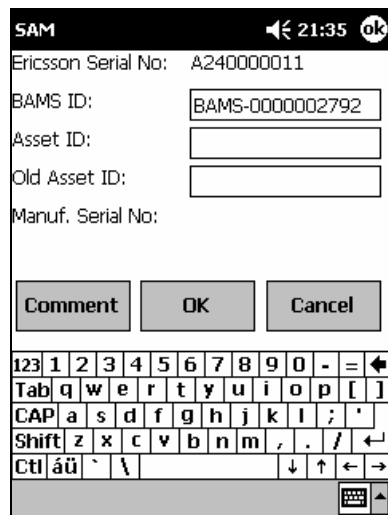 SAM 21:35 ok
Ericsson Serial No: A240000011
BAMS ID: BAMS-0000002792
Asset ID:
Old Asset ID:
Manuf. Serial No:
Comment OK Cancel
123 1 2 3 4 5 6 7 8 9 0 - =
Tab q w e r t y u i o p [ ]
CAP a s d f g h j k l ; '
Shift z x c v b n m , . /
Ctl áü ` \ ↓ ↑ ← →